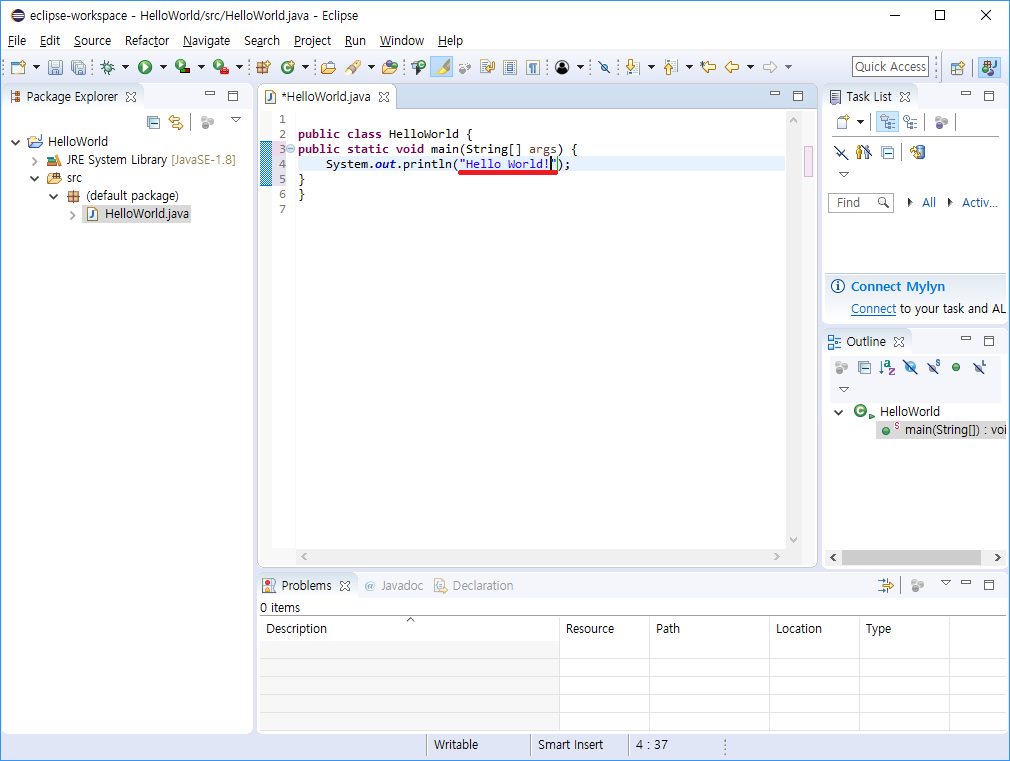 eclipse-workspace - HelloWorld/src/HelloWorld.java - Eclipse
File Edit Source Refactor Navigate Search Project Run Window Help
Quick Access
Package Explorer
HelloWorld
JRE System Library [JavaSE-1.8]
src
(default package)
HelloWorld.java
*HelloWorld.java
1
2 public class HelloWorld {
3 public static void main(String[] args) {
4 System.out.println("Hello World!");
5 }
6 }
7
Task List
Find All Activ...
Connect Mylyn
Connect to your task and AL
Outline
HelloWorld
main(String[]) : voi
Problems Javadoc Declaration
0 items
Description Resource Path Location Type
Writable Smart Insert 4 : 37